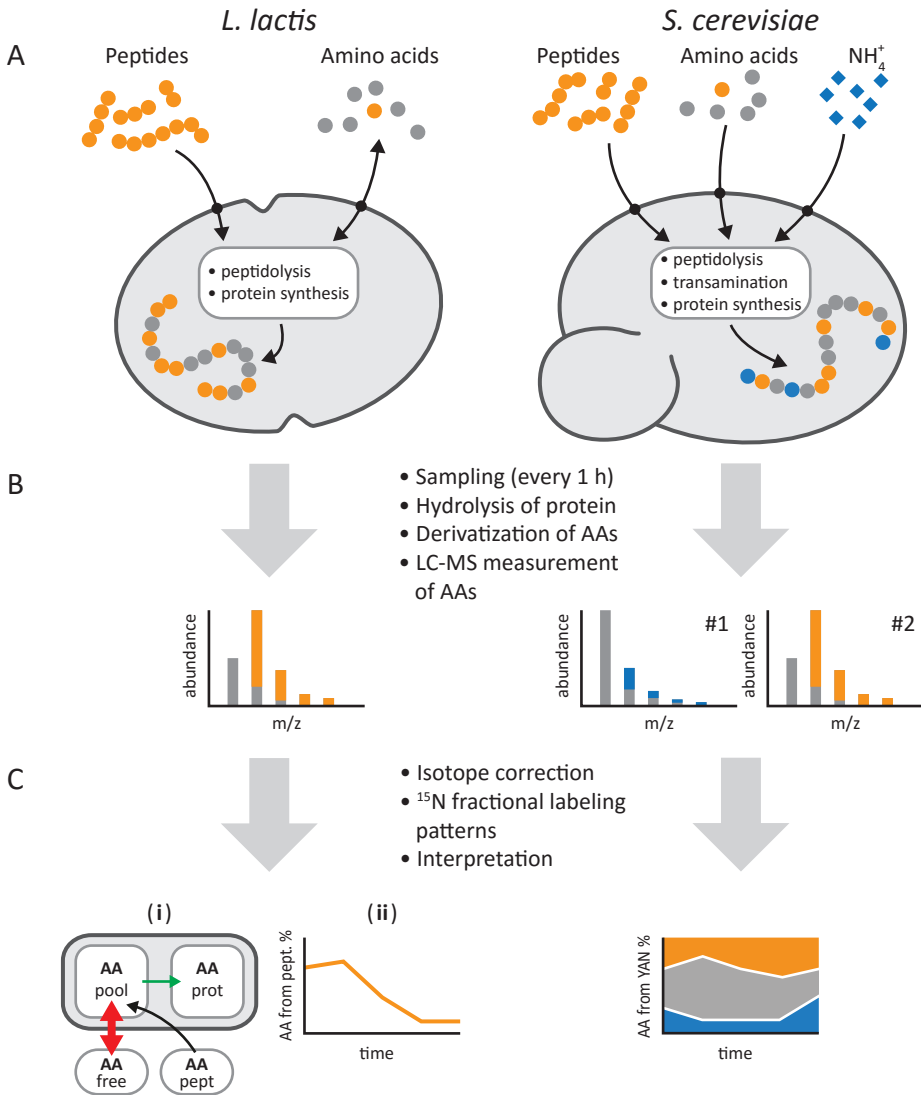 L. lactis
S. cerevisiae
A
Peptides
Amino acids
Peptides
Amino acids
NH₄⁺
• peptidolysis
• protein synthesis
• peptidolysis
• transamination
• protein synthesis
B
• Sampling (every 1 h)
• Hydrolysis of protein
• Derivatization of AAs
• LC-MS measurement
of AAs
abundance
m/z
#1
abundance
m/z
#2
abundance
m/z
C
• Isotope correction
• ¹⁵N fractional labeling
patterns
• Interpretation
(i)
AA
pool
AA
prot
AA
free
AA
pept
(ii)
AA from pept. %
time
AA from YAN %
time